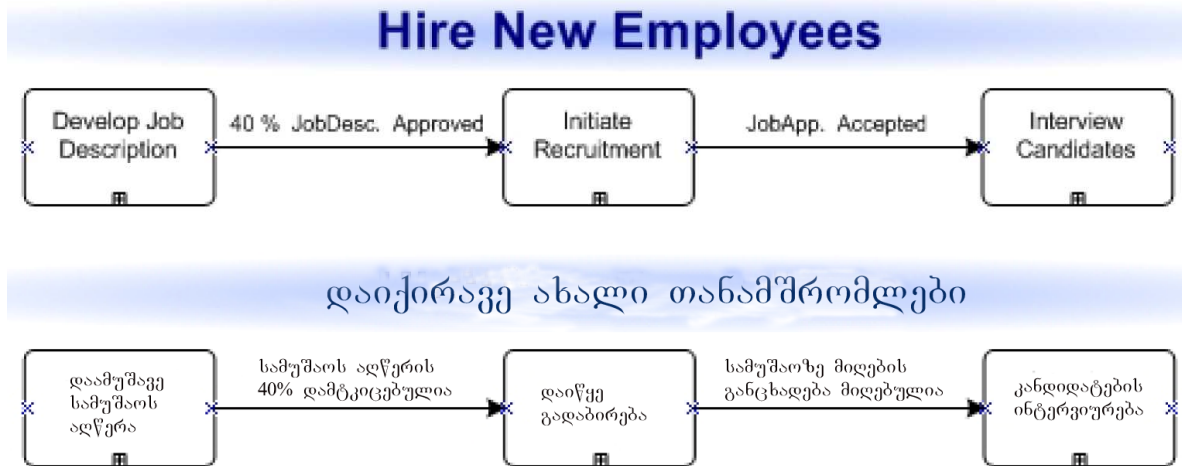 Hire New Employees
Develop Job
Description
40 % JobDesc. Approved
Initiate
Recruitment
JobApp. Accepted
Interview
Candidates
დაიქირავე ახალი თანამშრომლები
დაამუშავე
სამუშაოს
აღწერა
სამუშაოს აღწერის
40% დამტკიცებულია
დაიწყე
გადაბირება
სამუშაოზე მიღების
განცხადება მიღებულია
კანდიდატების
ინტერვიურება